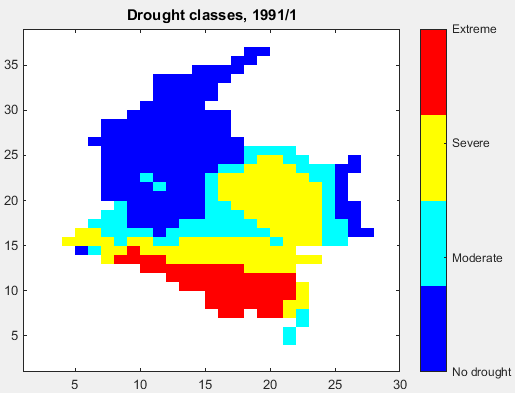 Drought classes, 1991/1
35
30
25
20
15
10
5
5 10 15 20 25 30
Extreme
Severe
Moderate
No drought